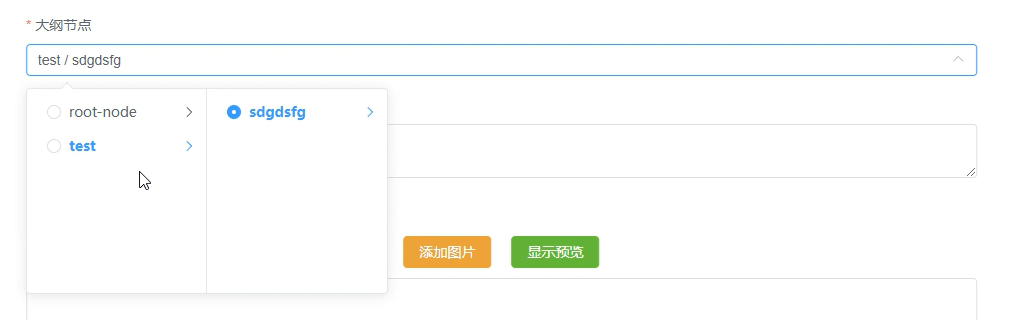 * 大纲节点
test / sdgdsfg
root-node
sdgdsfg
test
添加图片
显示预览